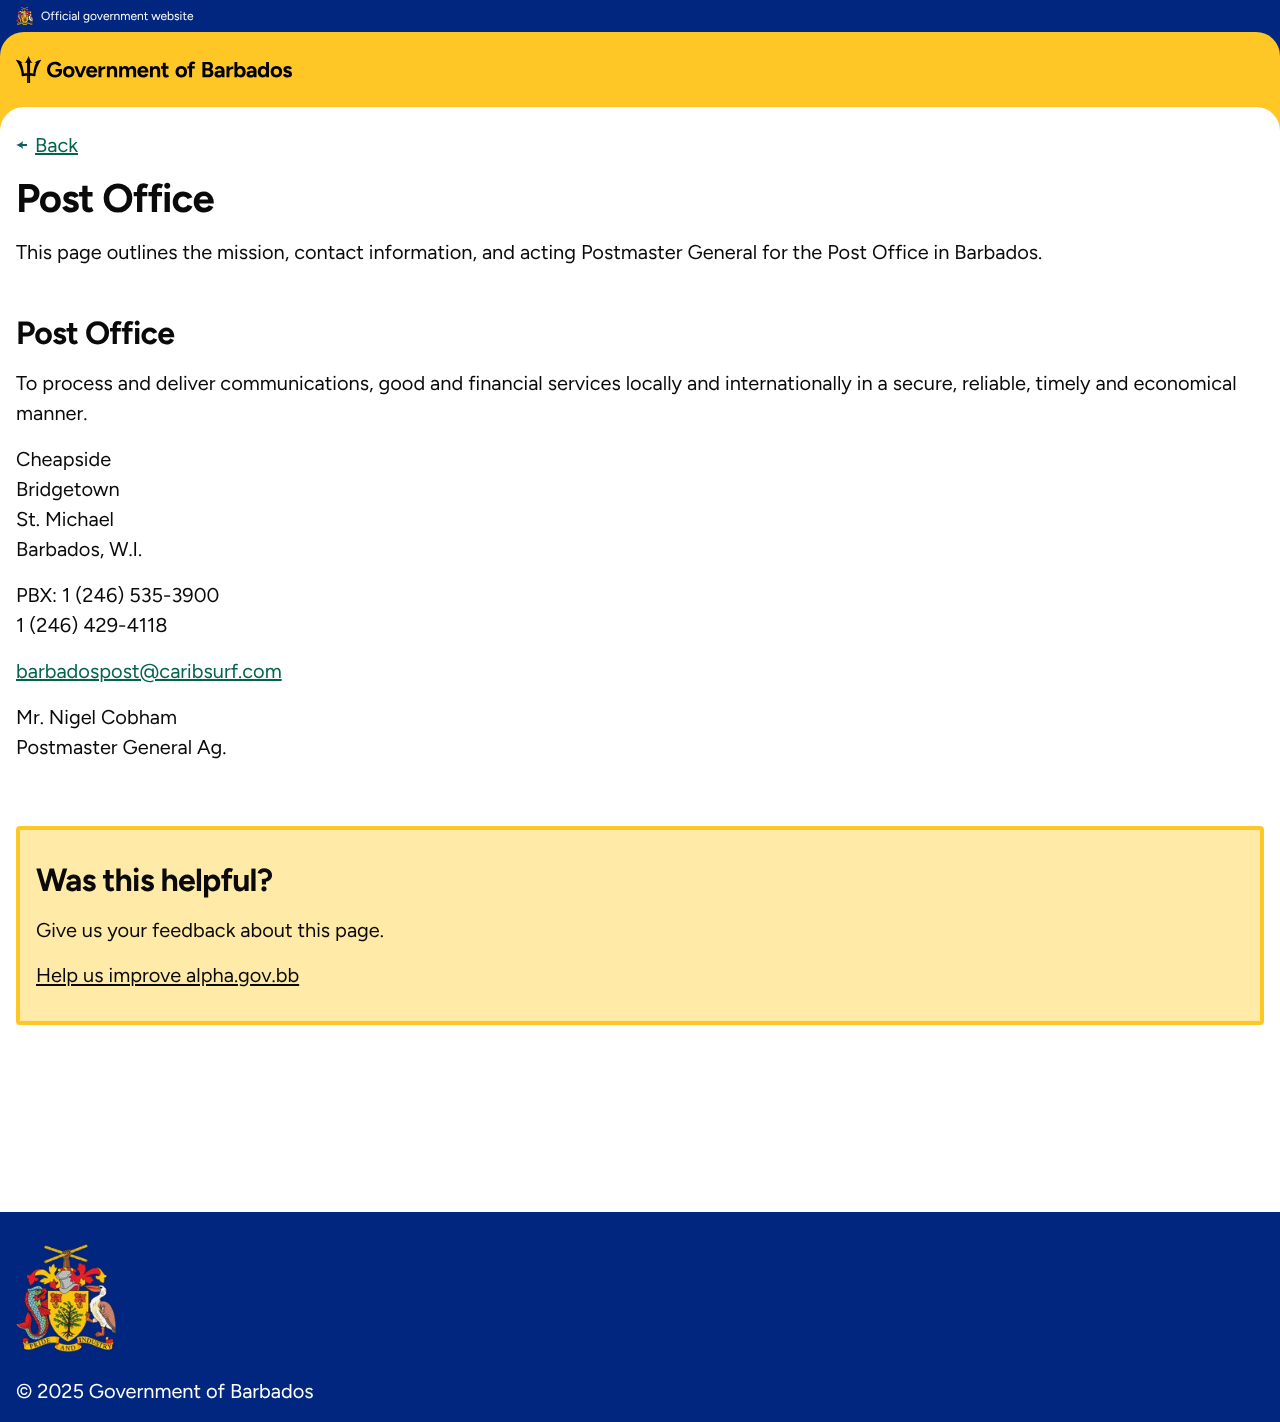 Official government website
Government of Barbados
Back
Post Office
This page outlines the mission, contact information, and acting Postmaster General for the Post Office in Barbados.
Post Office
To process and deliver communications, good and financial services locally and internationally in a secure, reliable, timely and economical
manner.
Cheapside
Bridgetown
St. Michael
Barbados, W.I.
PBX: 1 (246) 535-3900
1 (246) 429-4118
barbadospost@caribsurf.com
Mr. Nigel Cobham
Postmaster General Ag.
Was this helpful?
Give us your feedback about this page.
Help us improve alpha.gov.bb
PRIDE AND INDUSTRY
© 2025 Government of Barbados